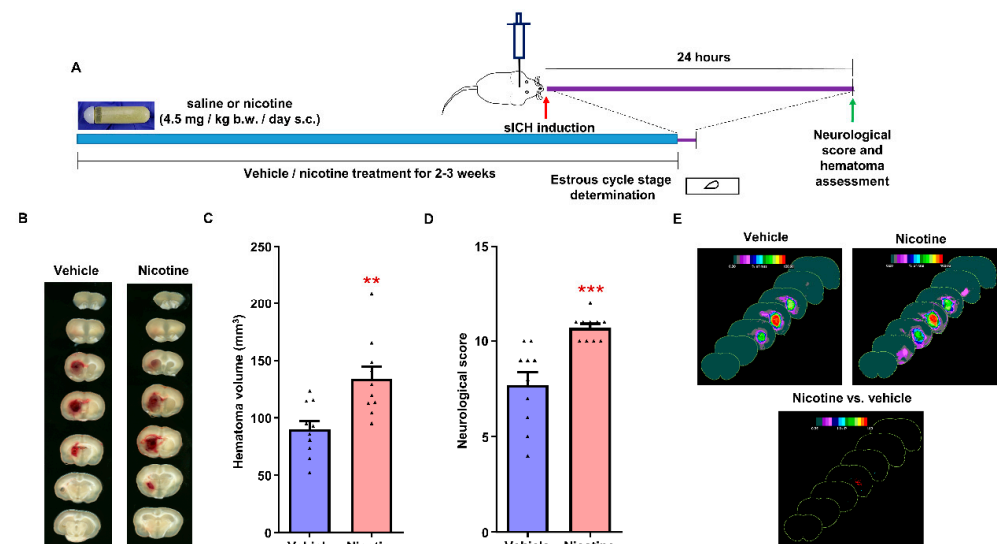 A
24 hours
saline or nicotine
(4.5 mg / kg b.w. / day s.c.)
sICH induction
Neurological
score and
hematoma
assessment
Vehicle / nicotine treatment for 2-3 weeks
Estrous cycle stage
determination
B
Vehicle
Nicotine
C
Hematoma volume (mm³)
250
200
150
100
50
0
**
D
Neurological score
15
10
5
0
***
E
Vehicle
Nicotine
Nicotine vs. vehicle